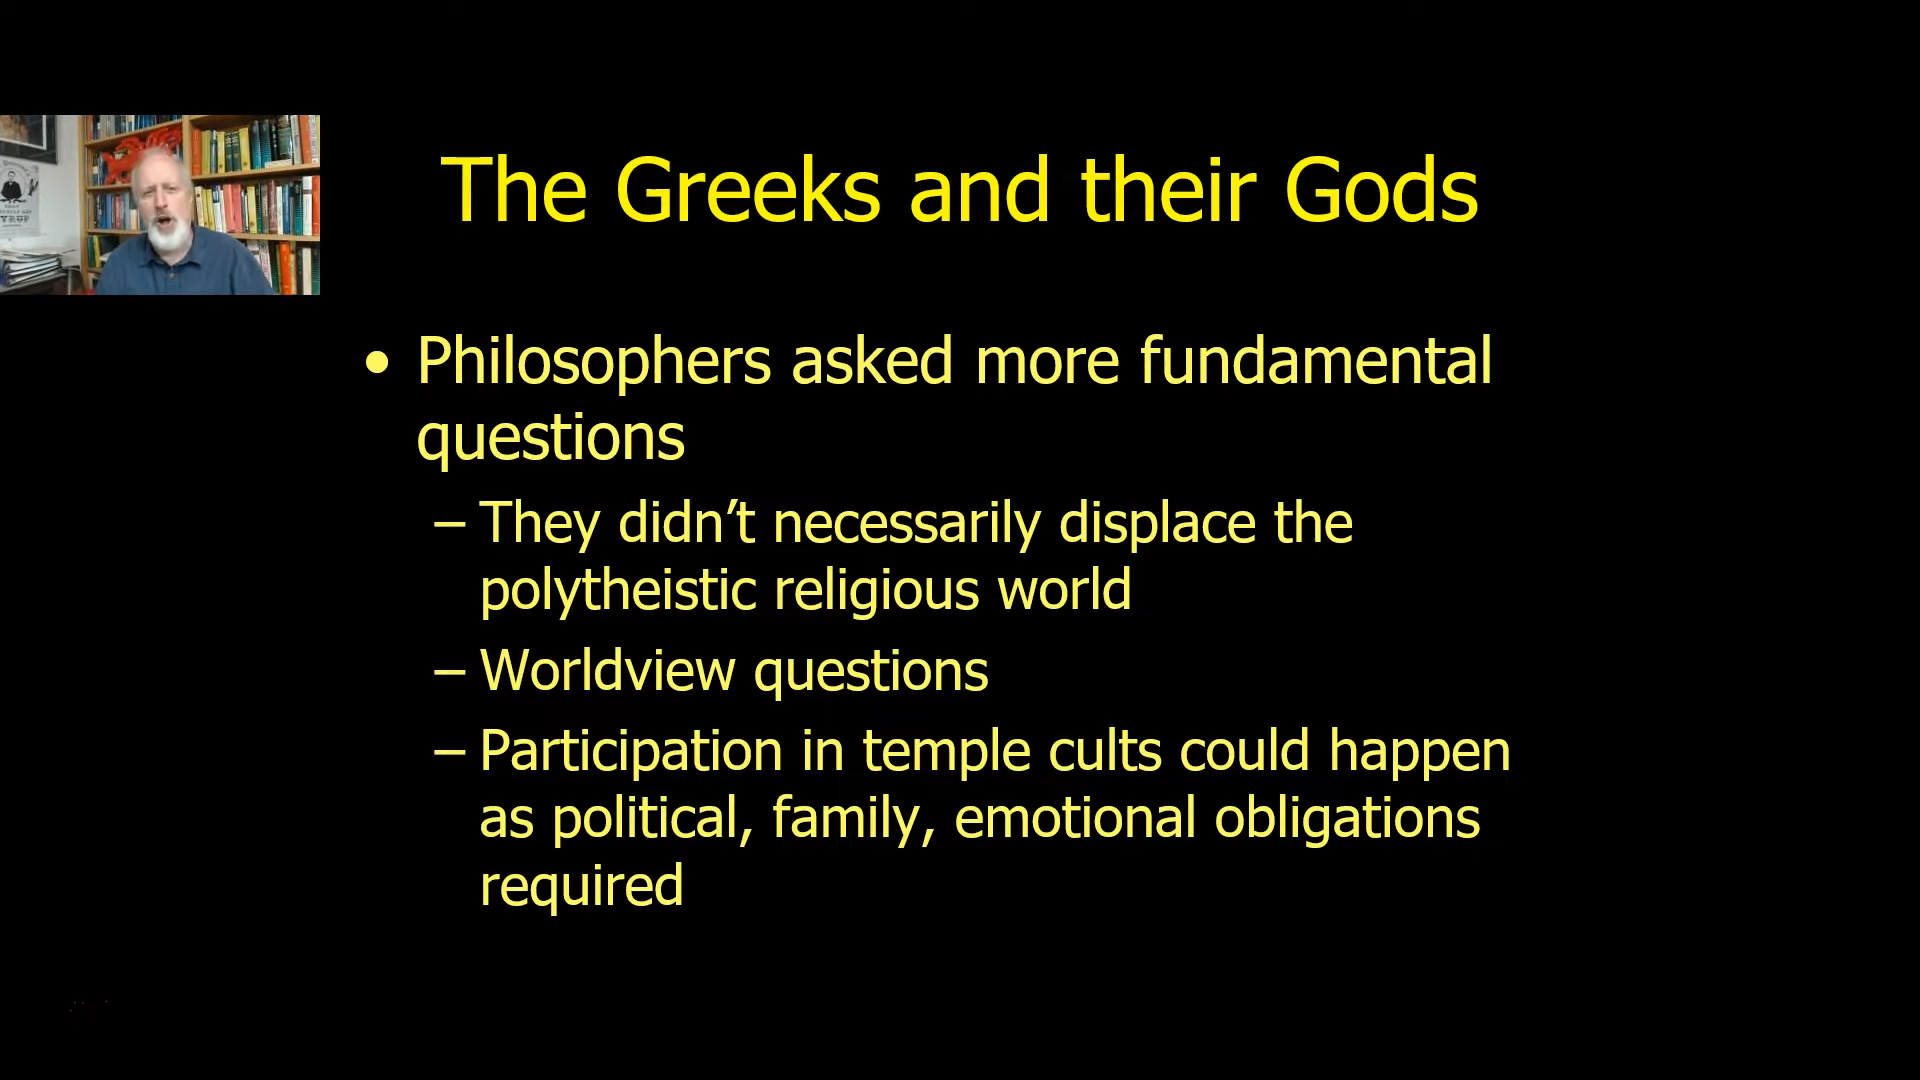 The Greeks and their Gods
• Philosophers asked more fundamental
questions
– They didn’t necessarily displace the
polytheistic religious world
– Worldview questions
– Participation in temple cults could happen
as political, family, emotional obligations
required